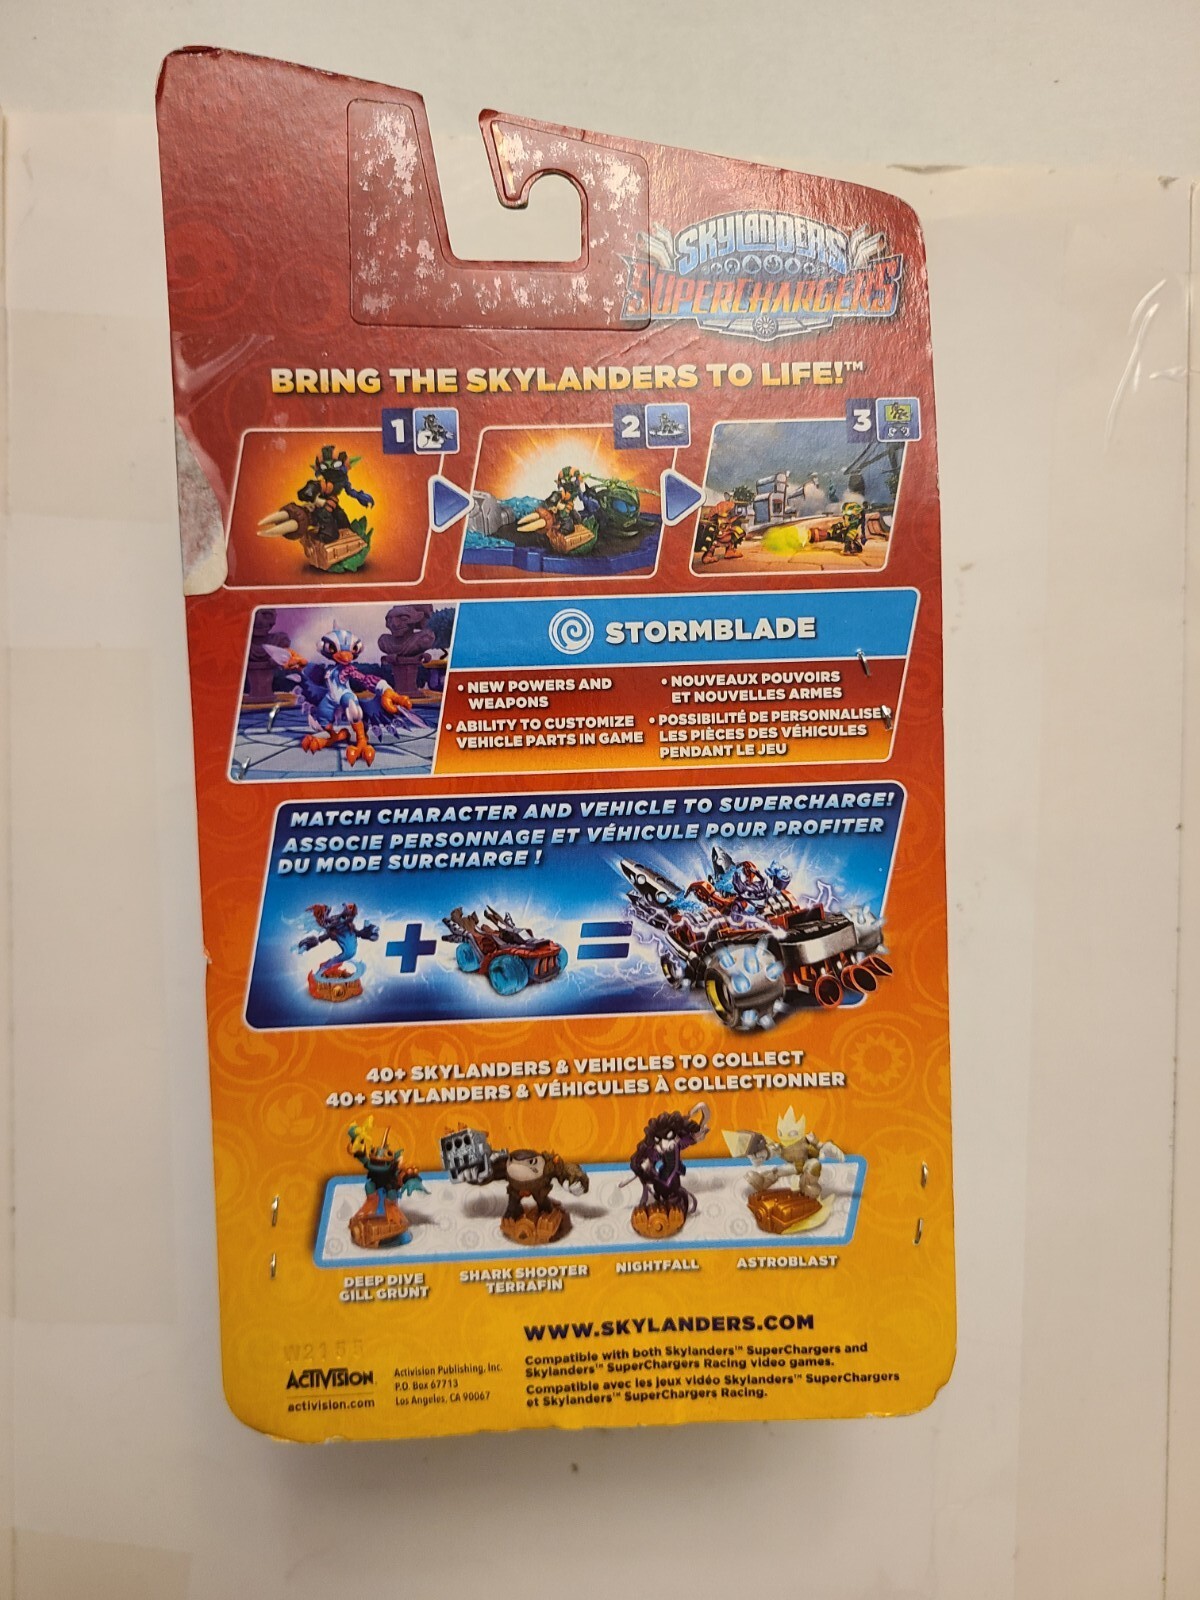 SKYLANDERS
SUPERCHARGERS
BRING THE SKYLANDERS TO LIFE!™
1
2
3
STORMBLADE
• NEW POWERS AND
WEAPONS
• ABILITY TO CUSTOMIZE
VEHICLE PARTS IN GAME
• NOUVEAUX POUVOIRS
ET NOUVELLES ARMES
• POSSIBILITÉ DE PERSONNALISE
LES PIÈCES DES VÉHICULES
PENDANT LE JEU
MATCH CHARACTER AND VEHICLE TO SUPERCHARGE!
ASSOCIE PERSONNAGE ET VÉHICULE POUR PROFITER
DU MODE SURCHARGE !
+ =
40+ SKYLANDERS & VEHICLES TO COLLECT
40+ SKYLANDERS & VÉHICULES À COLLECTIONNER
DEEP DIVE
GILL GRUNT
SHARK SHOOTER
TERRAFIN
NIGHTFALL
ASTROBLAST
WWW.SKYLANDERS.COM
W2155
ACTIVISION
activision.com
Activision Publishing, Inc.
P.O. Box 67713
Los Angeles, CA 90067
Compatible with both Skylanders™ SuperChargers and
Skylanders™ SuperChargers Racing video games.
Compatible avec les jeux vidéo Skylanders™ SuperChargers
et Skylanders™ SuperChargers Racing.